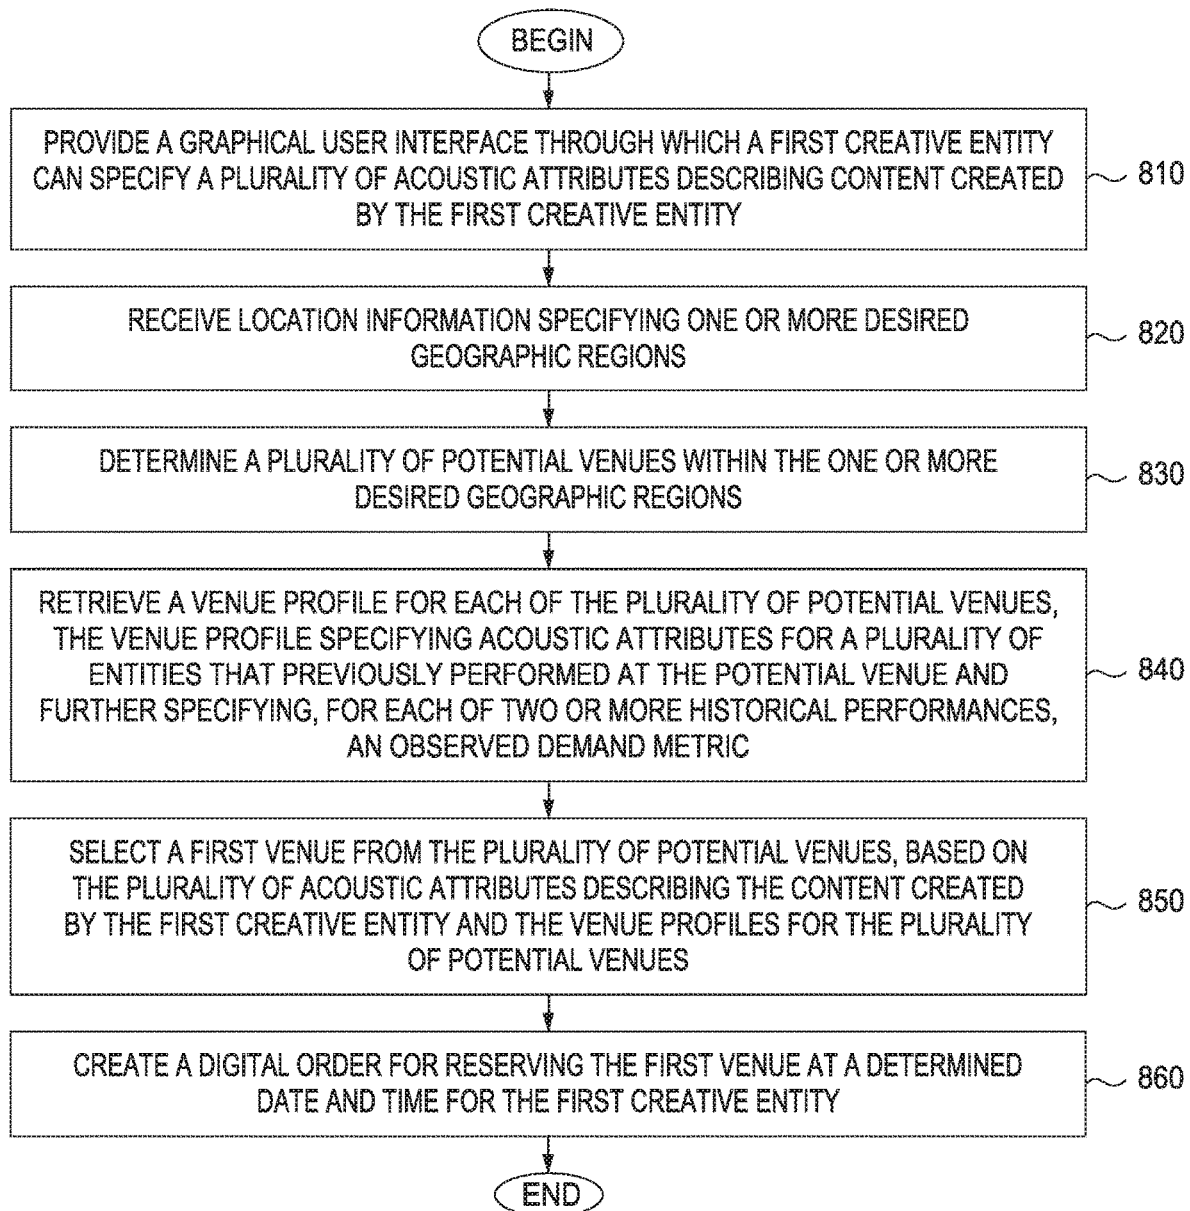 BEGIN
PROVIDE A GRAPHICAL USER INTERFACE THROUGH WHICH A FIRST CREATIVE ENTITY
CAN SPECIFY A PLURALITY OF ACOUSTIC ATTRIBUTES DESCRIBING CONTENT CREATED
BY THE FIRST CREATIVE ENTITY
810
RECEIVE LOCATION INFORMATION SPECIFYING ONE OR MORE DESIRED
GEOGRAPHIC REGIONS
820
DETERMINE A PLURALITY OF POTENTIAL VENUES WITHIN THE ONE OR MORE
DESIRED GEOGRAPHIC REGIONS
830
RETRIEVE A VENUE PROFILE FOR EACH OF THE PLURALITY OF POTENTIAL VENUES,
THE VENUE PROFILE SPECIFYING ACOUSTIC ATTRIBUTES FOR A PLURALITY OF
ENTITIES THAT PREVIOUSLY PERFORMED AT THE POTENTIAL VENUE AND
FURTHER SPECIFYING, FOR EACH OF TWO OR MORE HISTORICAL PERFORMANCES,
AN OBSERVED DEMAND METRIC
840
SELECT A FIRST VENUE FROM THE PLURALITY OF POTENTIAL VENUES, BASED ON
THE PLURALITY OF ACOUSTIC ATTRIBUTES DESCRIBING THE CONTENT CREATED
BY THE FIRST CREATIVE ENTITY AND THE VENUE PROFILES FOR THE PLURALITY
OF POTENTIAL VENUES
850
CREATE A DIGITAL ORDER FOR RESERVING THE FIRST VENUE AT A DETERMINED
DATE AND TIME FOR THE FIRST CREATIVE ENTITY
860
END